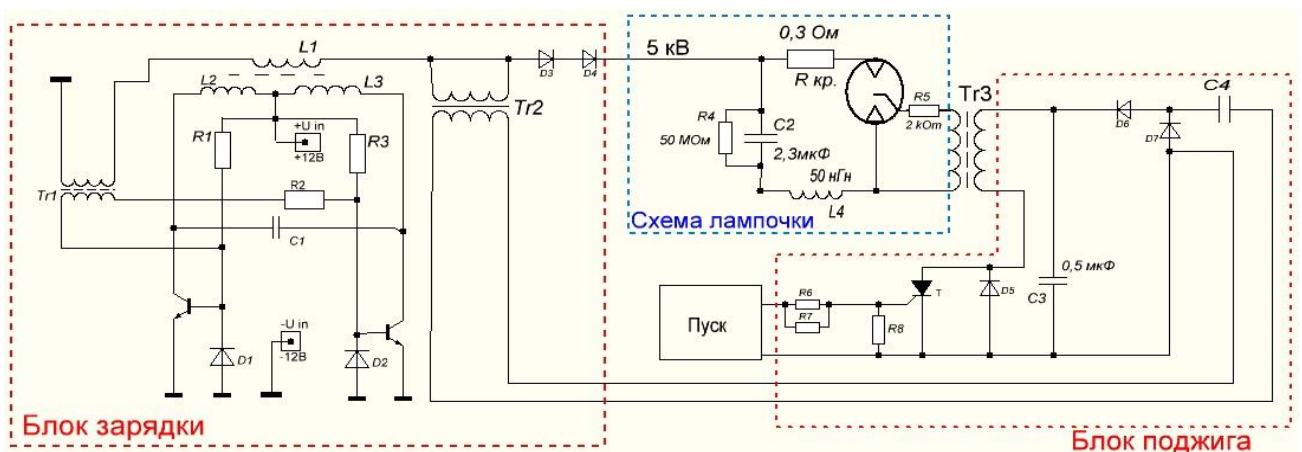 L1
L2
L3
R1
+U in
+12В
R3
Tr1
R2
C1
-U in
-12В
D1
D2
Блок зарядки
D3
D4
Tr2
5 кВ
0,3 Ом
R кр.
R4
50 МОм
C2
2,3мкФ
50 нГн
L4
R5
2 kОm
Схема лампочки
Tr3
D6
D7
C4
0,5 мкФ
C3
Пуск
R6
R7
R8
T
D5
Блок поджига